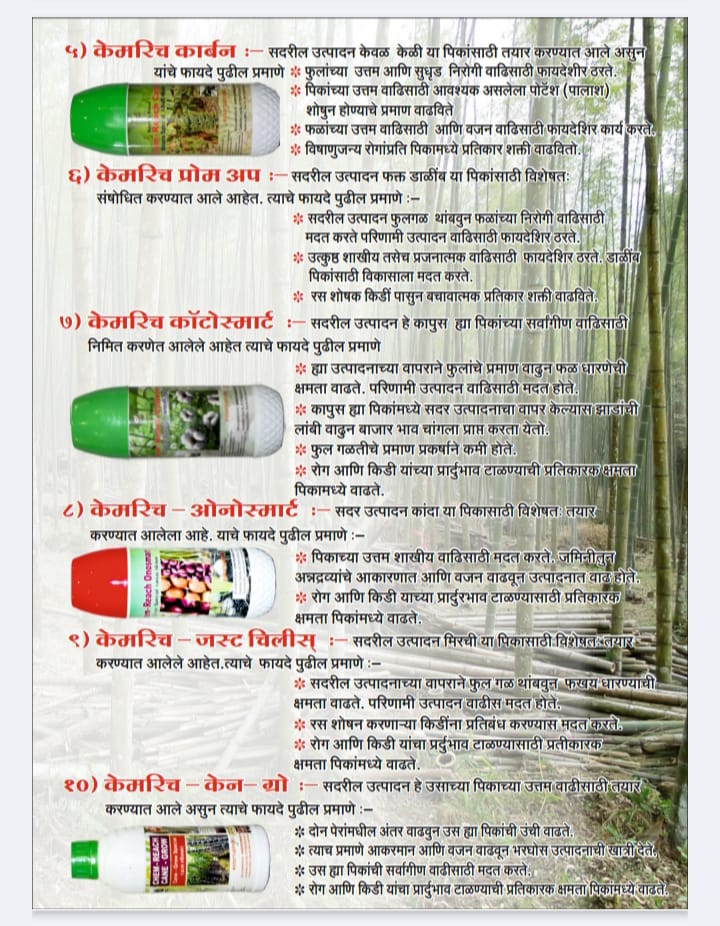 ५) केमरिच कार्बन :– सदरील उत्पादन केवळ केळी या पिकांसाठी तयार करण्यात आले असुन
यांचे फायदे पुढील प्रमाणे ✻ फुलांच्या उत्तम आणि सुधृड निरोगी वाढिसाठी फायदेशीर ठरते.
✻ पिकांच्या उत्तम वाढिसाठी आवश्यक असलेला पोटॅश (पालाश)
शोषुन होण्याचे प्रमाण वाढविते
✻ फळांच्या उत्तम वाढिसाठी आणि वजन वाढिसाठी फायदेशिर कार्य करते.
✻ विषाणुजन्य रोगांप्रति पिकामध्ये प्रतिकार शक्ती वाढवितो.
६) केमरिच प्रोम अप :– सदरील उत्पादन फक्त डाळींब या पिकांसाठी विशेषतः
संषोधित करण्यात आले आहेत. त्याचे फायदे पुढील प्रमाणे :–
✻ सदरील उत्पादन फुलगळ थांबवुन फळांच्या निरोगी वाढिसाठी
मदत करते परिणामी उत्पादन वाढिसाठी फायदेशिर ठरते.
✻ उत्कुष्ठ शाखीय तसेच प्रजनात्मक वाढिसाठी फायदेशिर ठरते. डाळींब
पिकांसाठी विकासाला मदत करते.
✻ रस शोषक किडीं पासुन बचावात्मक प्रतिकार शक्ती वाढविते.
७) केमरिच कॉटोस्मार्ट :– सदरील उत्पादन हे कापुस ह्या पिकांच्या सर्वांगीण वाढिसाठी
निमित करणेत आलेले आहेत त्याचे फायदे पुढील प्रमाणे
✻ ह्या उत्पादनाच्या वापराने फुलांचे प्रमाण वाढुन फळ धारणेची
क्षमता वाढते. परिणामी उत्पादन वाढिसाठी मदत होते.
✻ कापुस ह्या पिकांमध्ये सदर उत्पादनाचा वापर केल्यास झाडांची
लांबी वाढुन बाजार भाव चांगला प्राप्त करता येतो.
✻ फुल गळतीचे प्रमाण प्रकर्षाने कमी होते.
✻ रोग आणि किडी यांच्या प्रार्दुभाव टाळण्याची प्रतिकारक क्षमता
पिकामध्ये वाढते.
८) केमरिच – ओनोस्मार्ट :– सदर उत्पादन कांदा या पिकासाठी विशेषतः तयार
करण्यात आलेला आहे. याचे फायदे पुढील प्रमाणे :–
m-Reach Onosmart
✻ पिकाच्या उत्तम शाखीय वाढिसाठी मदत करते. जमिनीतुन
अन्नद्रव्यांचे आकारणात आणि वजन वाढवून उत्पादनात वाढ होते.
✻ रोग आणि किडी याच्या प्रार्दुरभाव टाळण्यासाठी प्रतिकारक
क्षमता पिकांमध्ये वाढते.
९) केमरिच – जस्ट चिलीस् :– सदरील उत्पादन मिरची या पिकासाठी विशेषतः तयार
करण्यात आलेले आहेत.त्याचे फायदे पुढील प्रमाणे :–
✻ सदरील उत्पादनाच्या वापराने फुल गळ थांबवुन फखय धारण्याची
क्षमता वाढते. परिणामी उत्पादन वाढीस मदत होते.
✻ रस शोषन करणाऱ्या किडींना प्रतिबंध करण्यास मदत करते.
✻ रोग आणि किडी यांचा प्रर्दुभाव टाळण्यासाठी प्रतीकारक
क्षमता पिकांमध्ये वाढते.
१०) केमरिच – केन– ग्रो :– सदरील उत्पादन हे उसाच्या पिकाच्या उत्तम वाढीसाठी तयार
करण्यात आले असुन त्याचे फायदे पुढील प्रमाणे :–
CHEM - REACH
CANE - GROW
✻ दोन पेरांमधील अंतर वाढवुन उस ह्या पिकांची उंची वाढते.
✻ त्याच प्रमाणे आकरमान आणि वजन वाढवून भरघोस उत्पादनाची खात्री देते.
✻ उस ह्या पिकांची सर्वागीण वाढीसाठी मदत करते.
✻ रोग आणि किडी यांचा प्रार्दुभाव टाळण्याची प्रतिकारक क्षमता पिकांमध्ये वाढते.